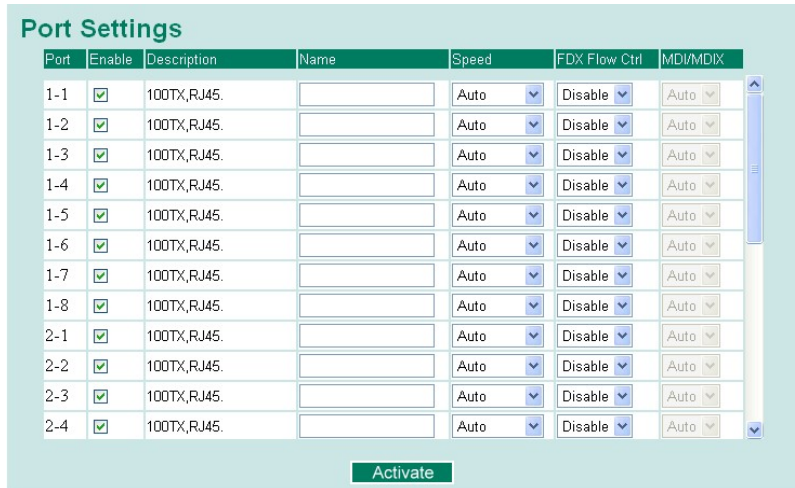 Port Settings
Port Enable Description Name Speed FDX Flow Ctrl MDI/MDIX
1-1 100TX,RJ45. Auto Disable Auto
1-2 100TX,RJ45. Auto Disable Auto
1-3 100TX,RJ45. Auto Disable Auto
1-4 100TX,RJ45. Auto Disable Auto
1-5 100TX,RJ45. Auto Disable Auto
1-6 100TX,RJ45. Auto Disable Auto
1-7 100TX,RJ45. Auto Disable Auto
1-8 100TX,RJ45. Auto Disable Auto
2-1 100TX,RJ45. Auto Disable Auto
2-2 100TX,RJ45. Auto Disable Auto
2-3 100TX,RJ45. Auto Disable Auto
2-4 100TX,RJ45. Auto Disable Auto
Activate